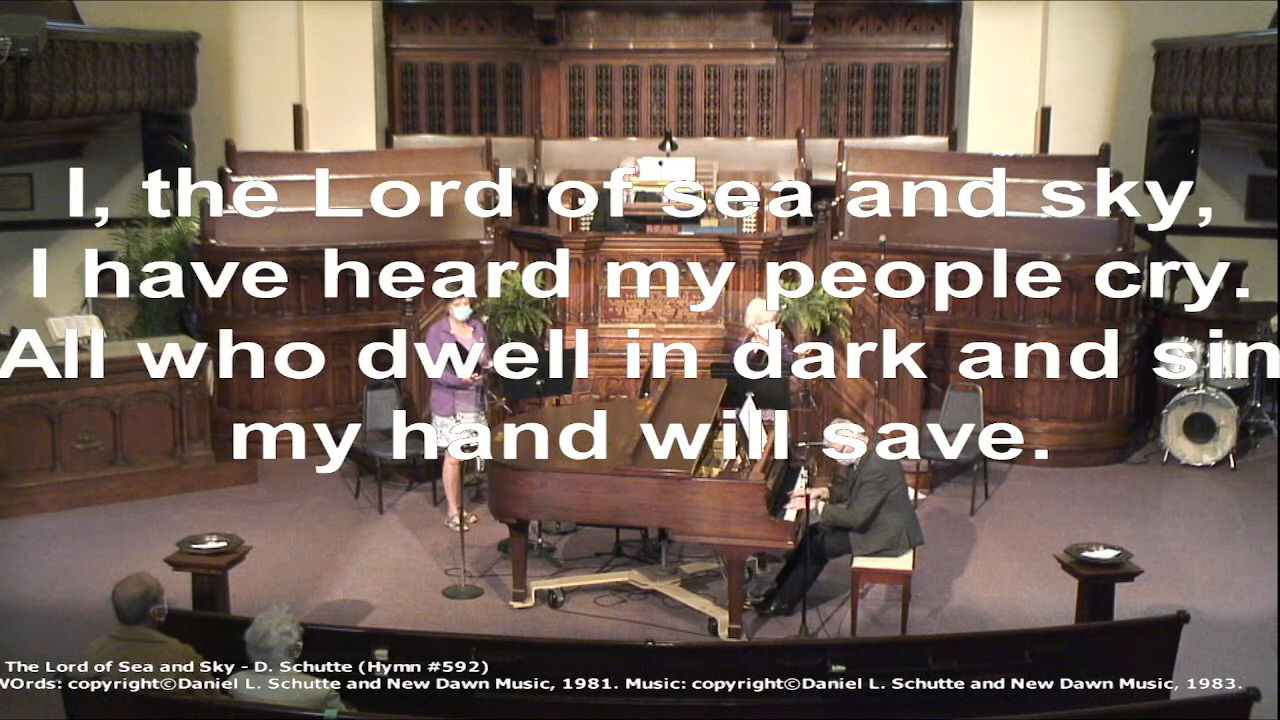 I, the Lord of sea and sky,
I have heard my people cry.
All who dwell in dark and sin
my hand will save.
The Lord of Sea and Sky - D. Schutte (Hymn #592)
WOrds: copyright©Daniel L. Schutte and New Dawn Music, 1981. Music: copyright©Daniel L. Schutte and New Dawn Music, 1983.